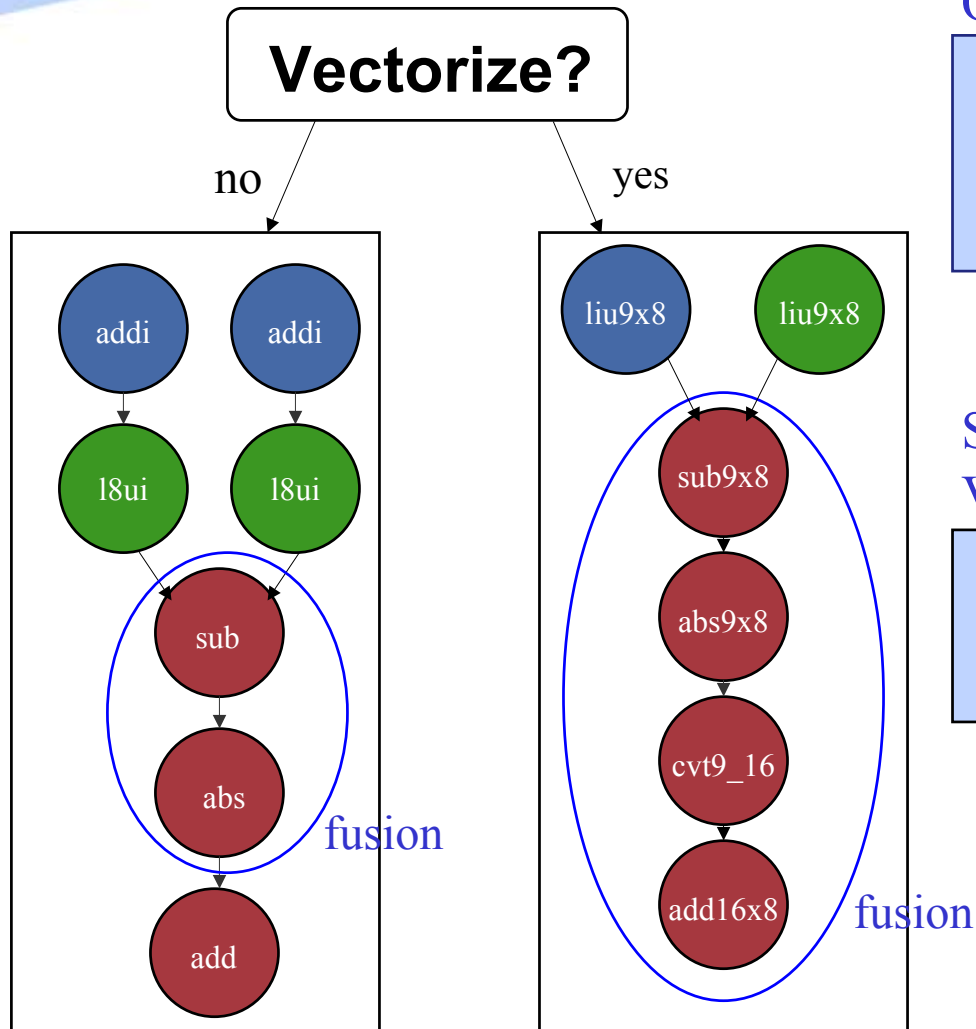 Vectorize?
no
yes
addi
addi
l8ui
l8ui
sub
abs
fusion
add
liu9x8
liu9x8
sub9x8
abs9x8
cvt9_16
add16x8
fusion